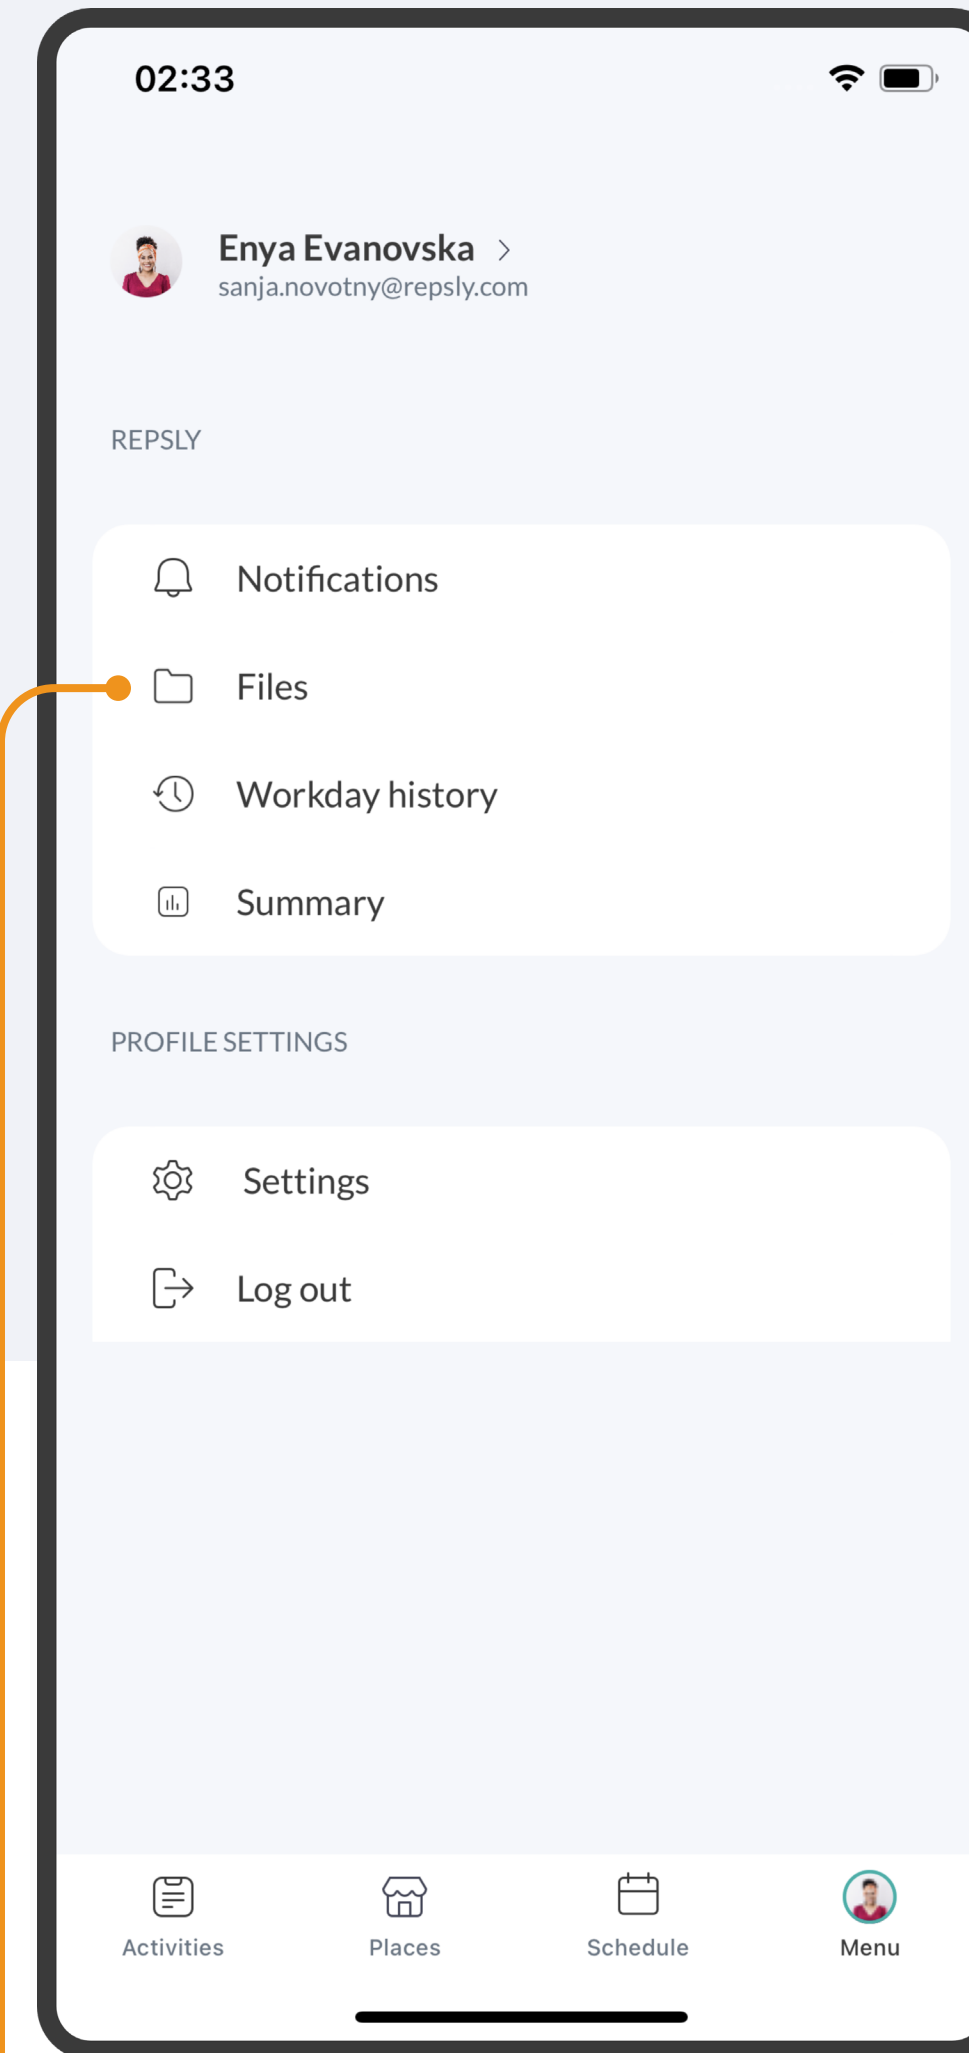 02:33
Enya Evanovska
sanja.novotny@repsly.com
REPSLY
Notifications
Files
Workday history
Summary
PROFILE SETTINGS
Settings
Log out
Activities Places Schedule Menu